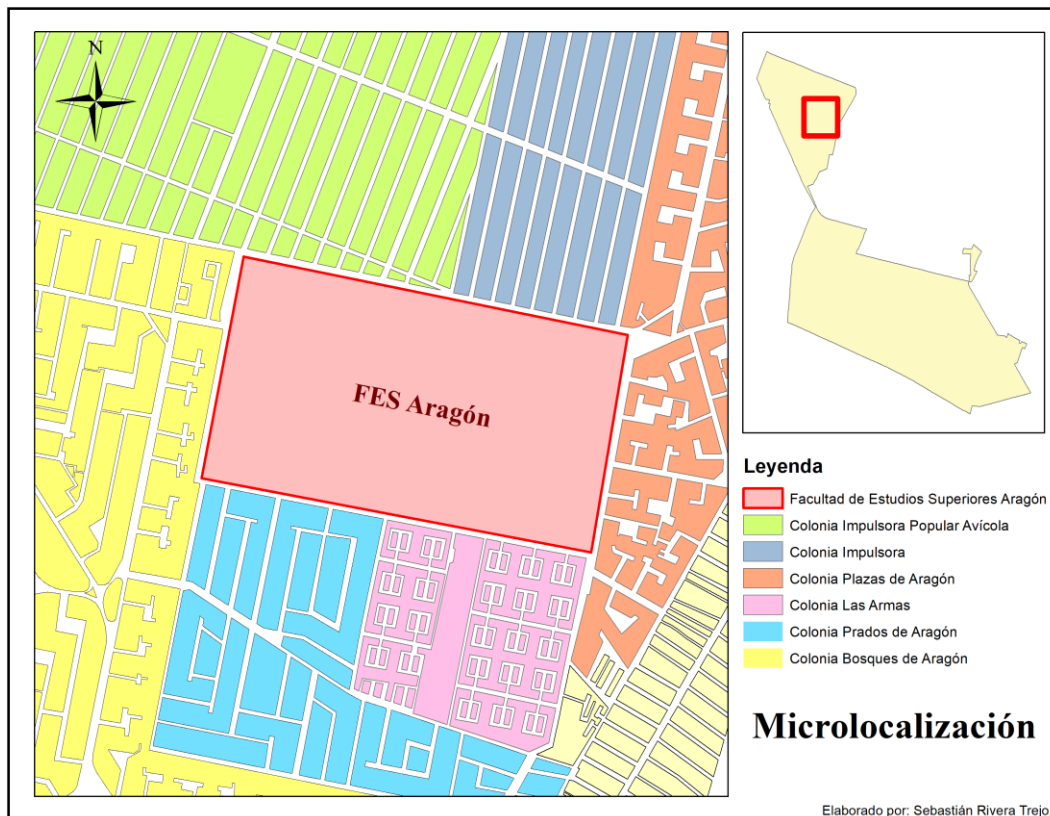 N
FES Aragón
Leyenda
Facultad de Estudios Superiores Aragón
Colonia Impulsora Popular Avícola
Colonia Impulsora
Colonia Plazas de Aragón
Colonia Las Armas
Colonia Prados de Aragón
Colonia Bosques de Aragón
Microlocalización
Elaborado por: Sebastián Rivera Trejo